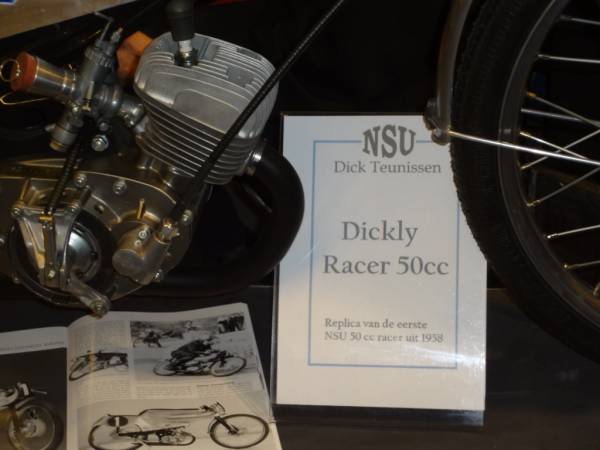 NSU
Dick Teunissen
Dickly
Racer 50cc
Replica van de eerste
NSU 50 cc racer uit 1958